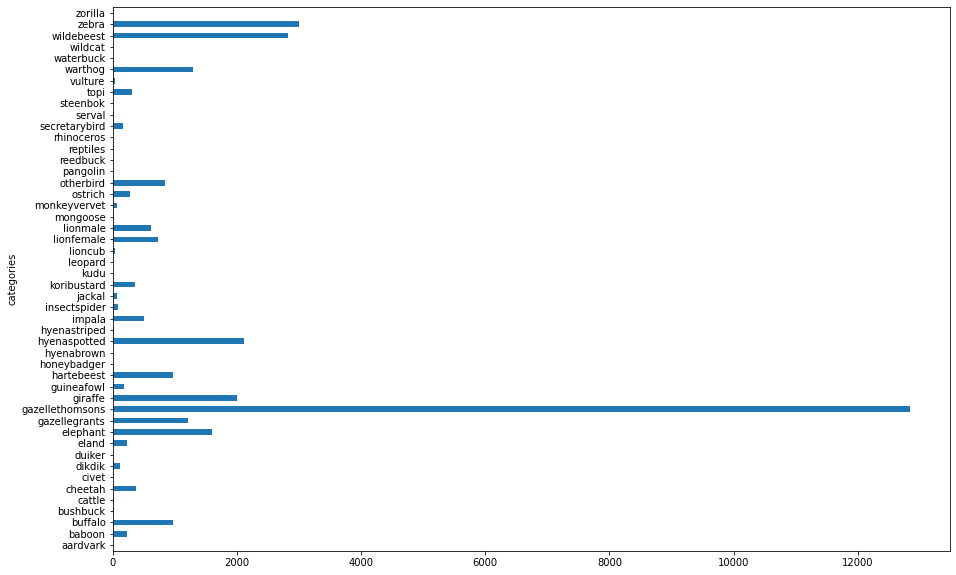 zorilla
zebra
wildebeest
wildcat
waterbuck
warthog
vulture
topi
steenbok
serval
secretarybird
rhinoceros
reptiles
reedbuck
pangolin
otherbird
ostrich
monkeyvervet
mongoose
lionmale
lionfemale
lioncub
leopard
kudu
koribustard
jackal
insectspider
impala
hyenastriped
hyenaspotted
hyenabrown
honeybadger
hartebeest
guineafowl
giraffe
gazellethomsons
gazellegrants
elephant
eland
duiker
dikdik
civet
cheetah
cattle
bushbuck
buffalo
baboon
aardvark
categories
0 2000 4000 6000 8000 10000 12000